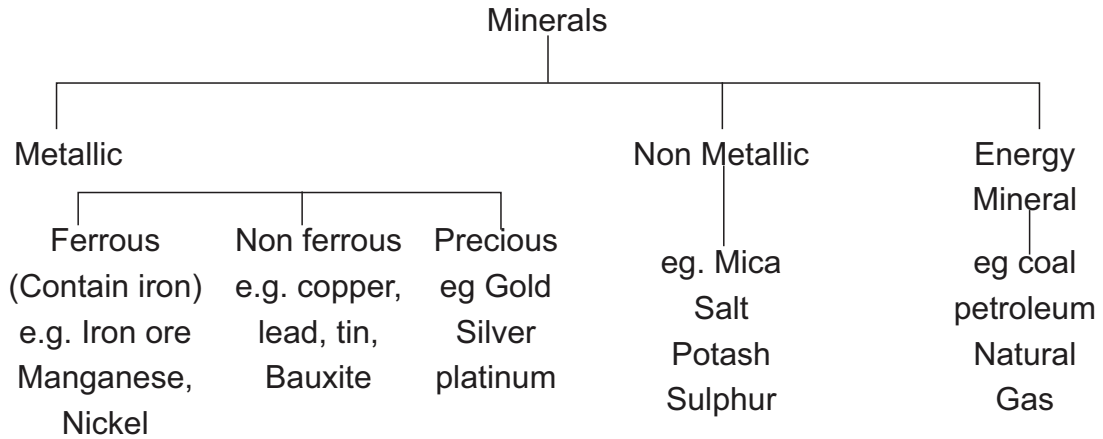 Minerals
Metallic
Non Metallic
Energy
Mineral
Ferrous
(Contain iron)
e.g. Iron ore
Manganese,
Nickel
Non ferrous
e.g. copper,
lead, tin,
Bauxite
Precious
eg Gold
Silver
platinum
eg. Mica
Salt
Potash
Sulphur
eg coal
petroleum
Natural
Gas